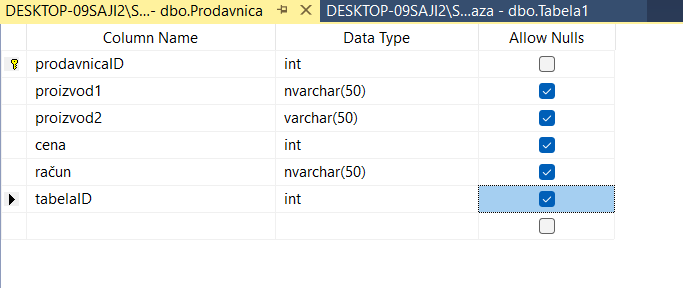 DESKTOP-09SAJI2\S...- dbo.Prodavnica DESKTOP-09SAJI2\S...aza - dbo.Tabela1
Column Name Data Type Allow Nulls
prodavnicaID int
proizvod1 nvarchar(50)
proizvod2 varchar(50)
cena int
račun nvarchar(50)
tabelaID int